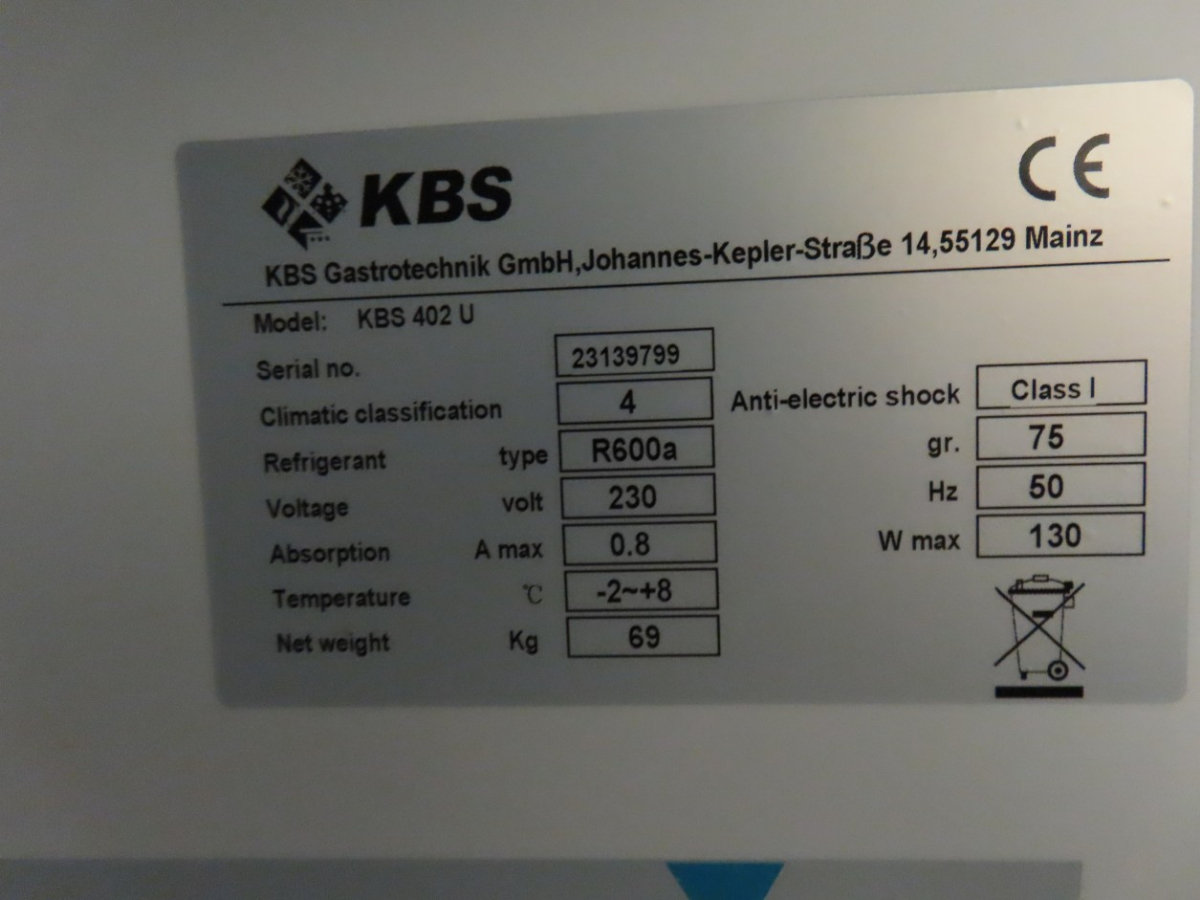 KBS
CE
KBS Gastrotechnik GmbH,Johannes-Kepler-Straße 14,55129 Mainz
Model: KBS 402 U
Serial no. 23139799
Climatic classification 4 Anti-electric shock Class I
Refrigerant type R600a gr. 75
Voltage volt 230 Hz 50
Absorption A max 0.8 W max 130
Temperature ℃ -2~+8
Net weight Kg 69